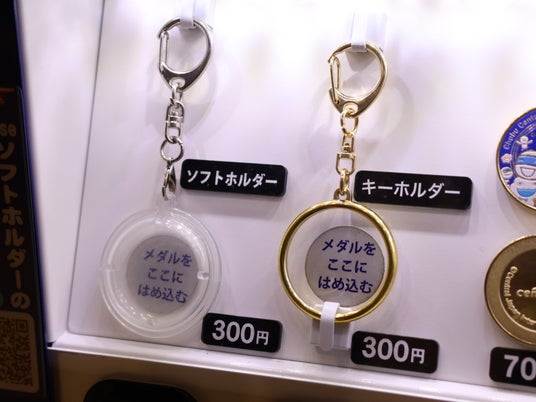 ソフトホルダー
キーホルダー
メダルを
ここに
はめ込む
メダルを
ここに
はめ込む
300円
300円
70
ソフトホルダーの